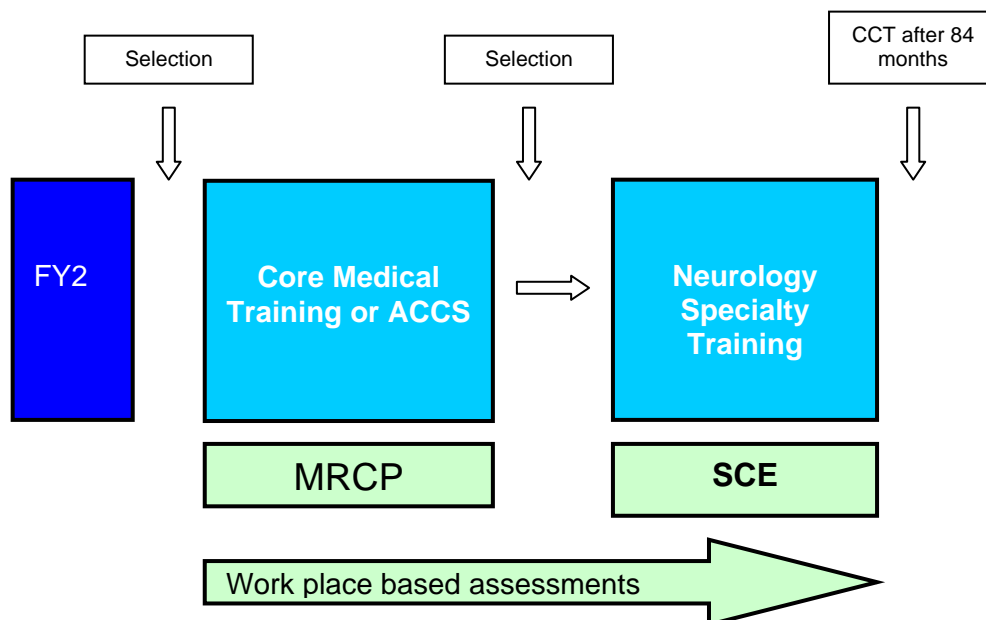 Selection
Selection
CCT after 84
months
FY2
Core Medical
Training or ACCS
Neurology
Specialty
Training
MRCP
SCE
Work place based assessments